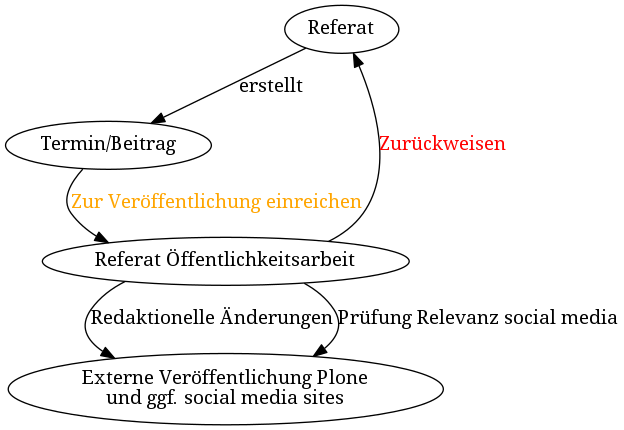 Referat
erstellt
Termin/Beitrag
Zurückweisen
Zur Veröffentlichung einreichen
Referat Öffentlichkeitsarbeit
Redaktionelle Änderungen
Prüfung Relevanz social media
Externe Veröffentlichung Plone
und ggf. social media sites